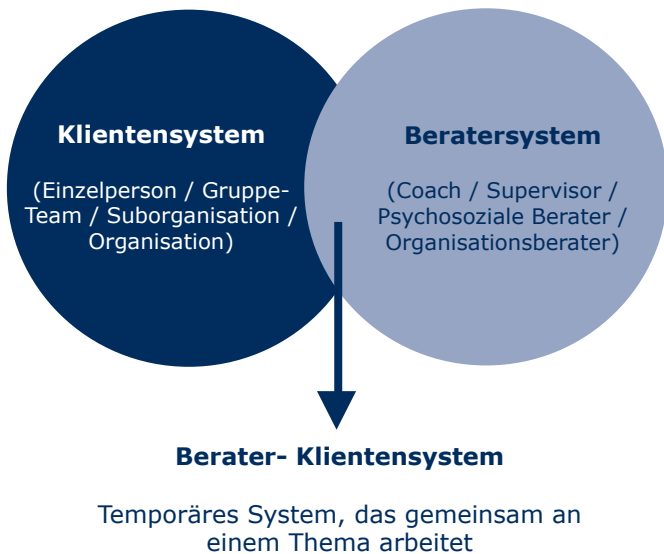 Klientensystem
(Einzelperson / Gruppe-
Team / Suborganisation /
Organisation)
Beratersystem
(Coach / Supervisor /
Psychosoziale Berater /
Organisationsberater)
Berater- Klientensystem
Temporäres System, das gemeinsam an
einem Thema arbeitet